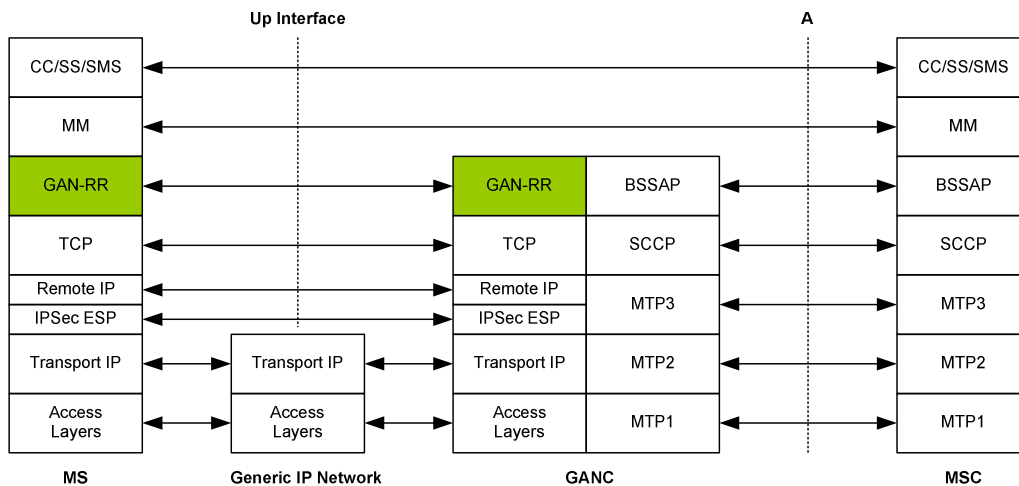 Up Interface
A
CC/SS/SMS
CC/SS/SMS
MM
MM
GAN-RR
GAN-RR
BSSAP
BSSAP
TCP
TCP
SCCP
SCCP
Remote IP
Remote IP
MTP3
MTP3
IPSec ESP
IPSec ESP
Transport IP
Transport IP
Transport IP
MTP2
MTP2
Access
Layers
Access
Layers
Access
Layers
MTP1
MTP1
MS
Generic IP Network
GANC
MSC